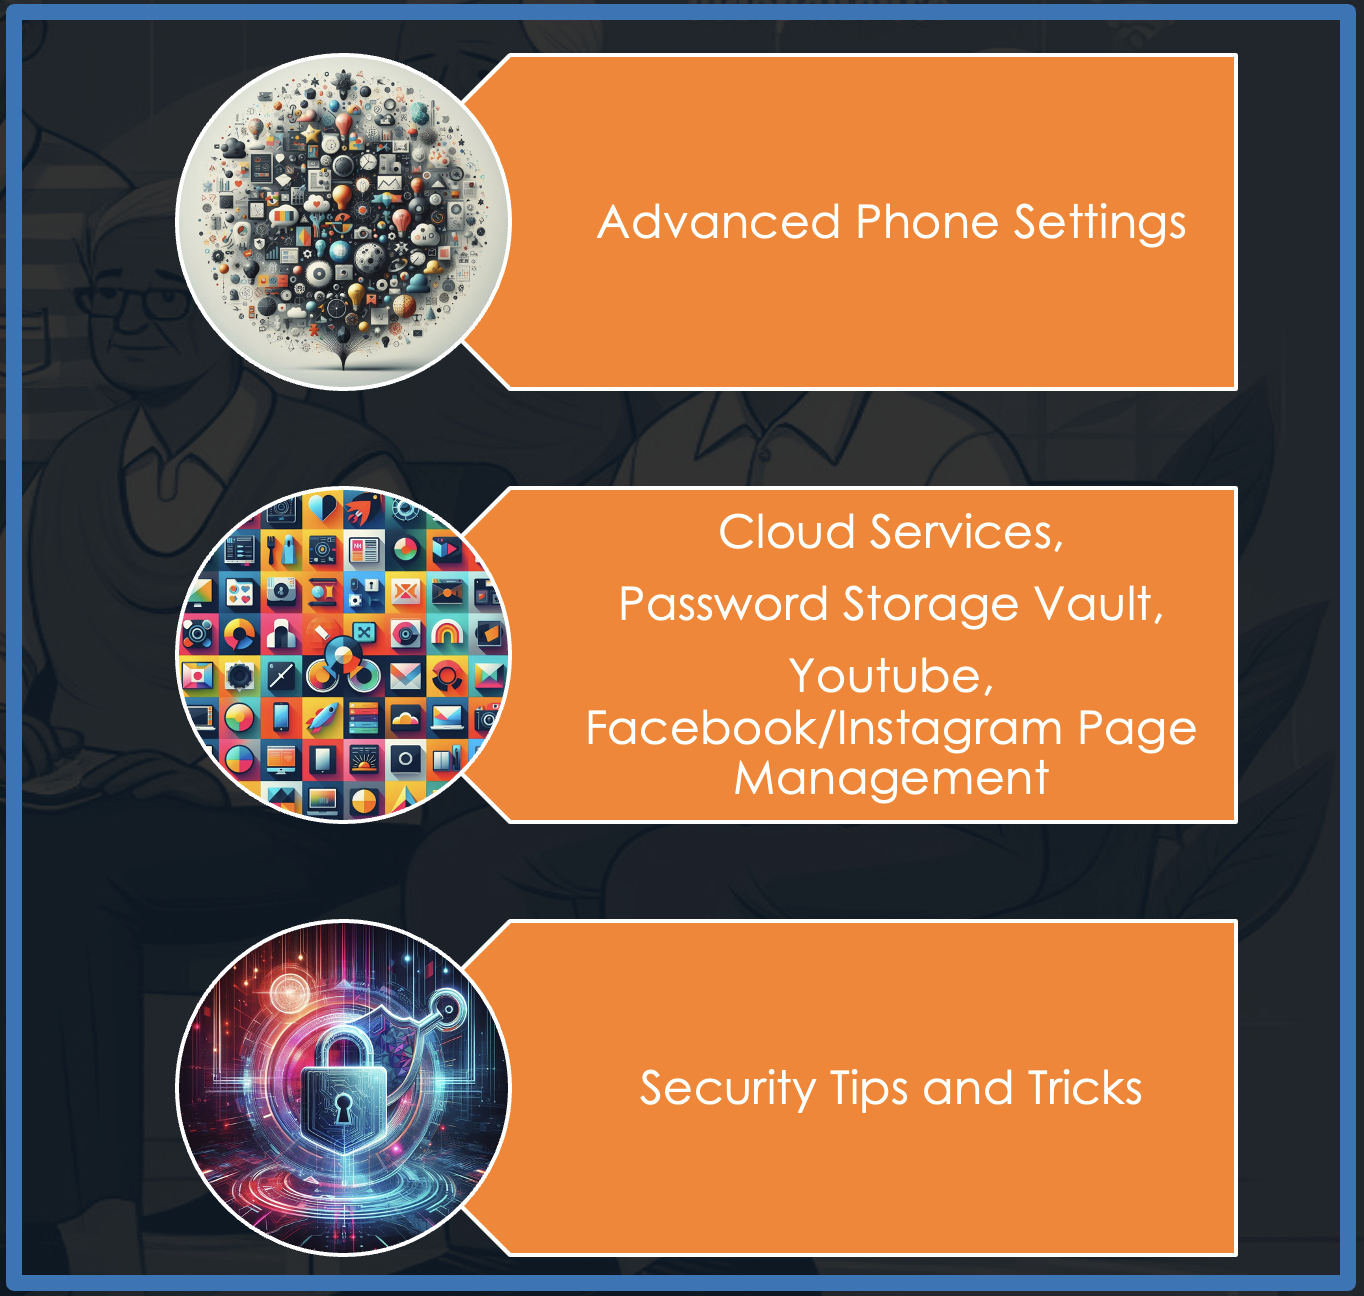 Advanced Phone Settings
Cloud Services,
Password Storage Vault,
Youtube,
Facebook/Instagram Page
Management
Security Tips and Tricks